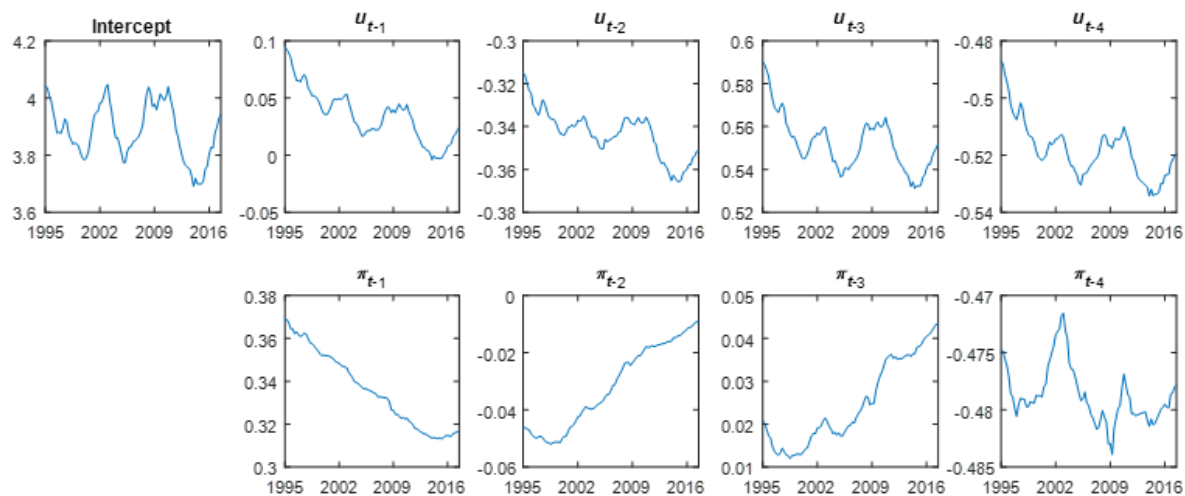 Intercept
4.2
4
3.8
3.6
1995 2002 2009 2016
u_{t-1}
0.1
0.05
0
-0.05
1995 2002 2009 2016
u_{t-2}
-0.3
-0.32
-0.34
-0.36
-0.38
1995 2002 2009 2016
u_{t-3}
0.6
0.58
0.56
0.54
0.52
1995 2002 2009 2016
u_{t-4}
-0.48
-0.5
-0.52
-0.54
1995 2002 2009 2016
π_{t-1}
0.38
0.36
0.34
0.32
0.3
1995 2002 2009 2016
π_{t-2}
0
-0.02
-0.04
-0.06
1995 2002 2009 2016
π_{t-3}
0.05
0.04
0.03
0.02
0.01
1995 2002 2009 2016
π_{t-4}
-0.47
-0.475
-0.48
-0.485
1995 2002 2009 2016